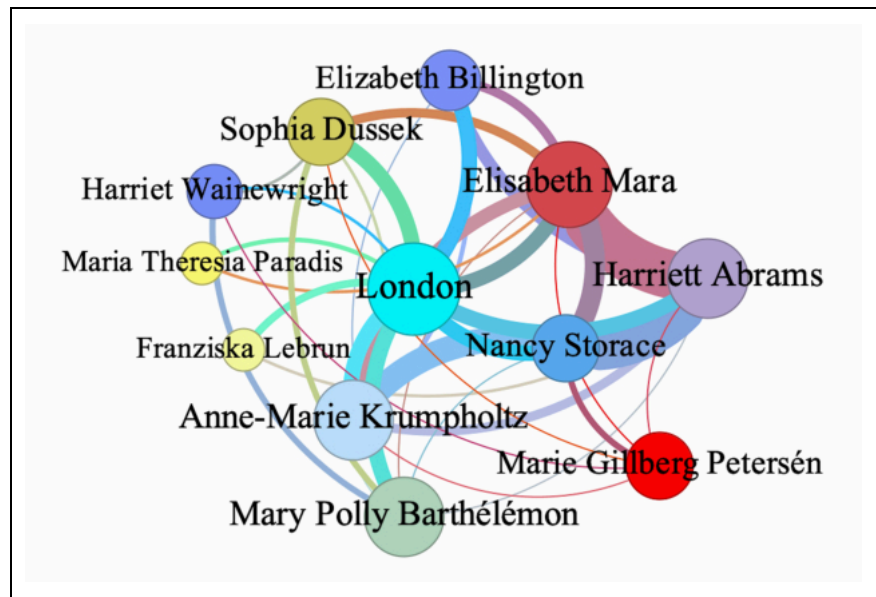 Elizabeth Billington
Sophia Dussek
Elisabeth Mara
Harriet Wainewright
Maria Theresia Paradis
London
Harriett Abrams
Franziska Lebrun
Nancy Storace
Anne-Marie Krumpholtz
Marie Gillberg Petersén
Mary Polly Barthélémon